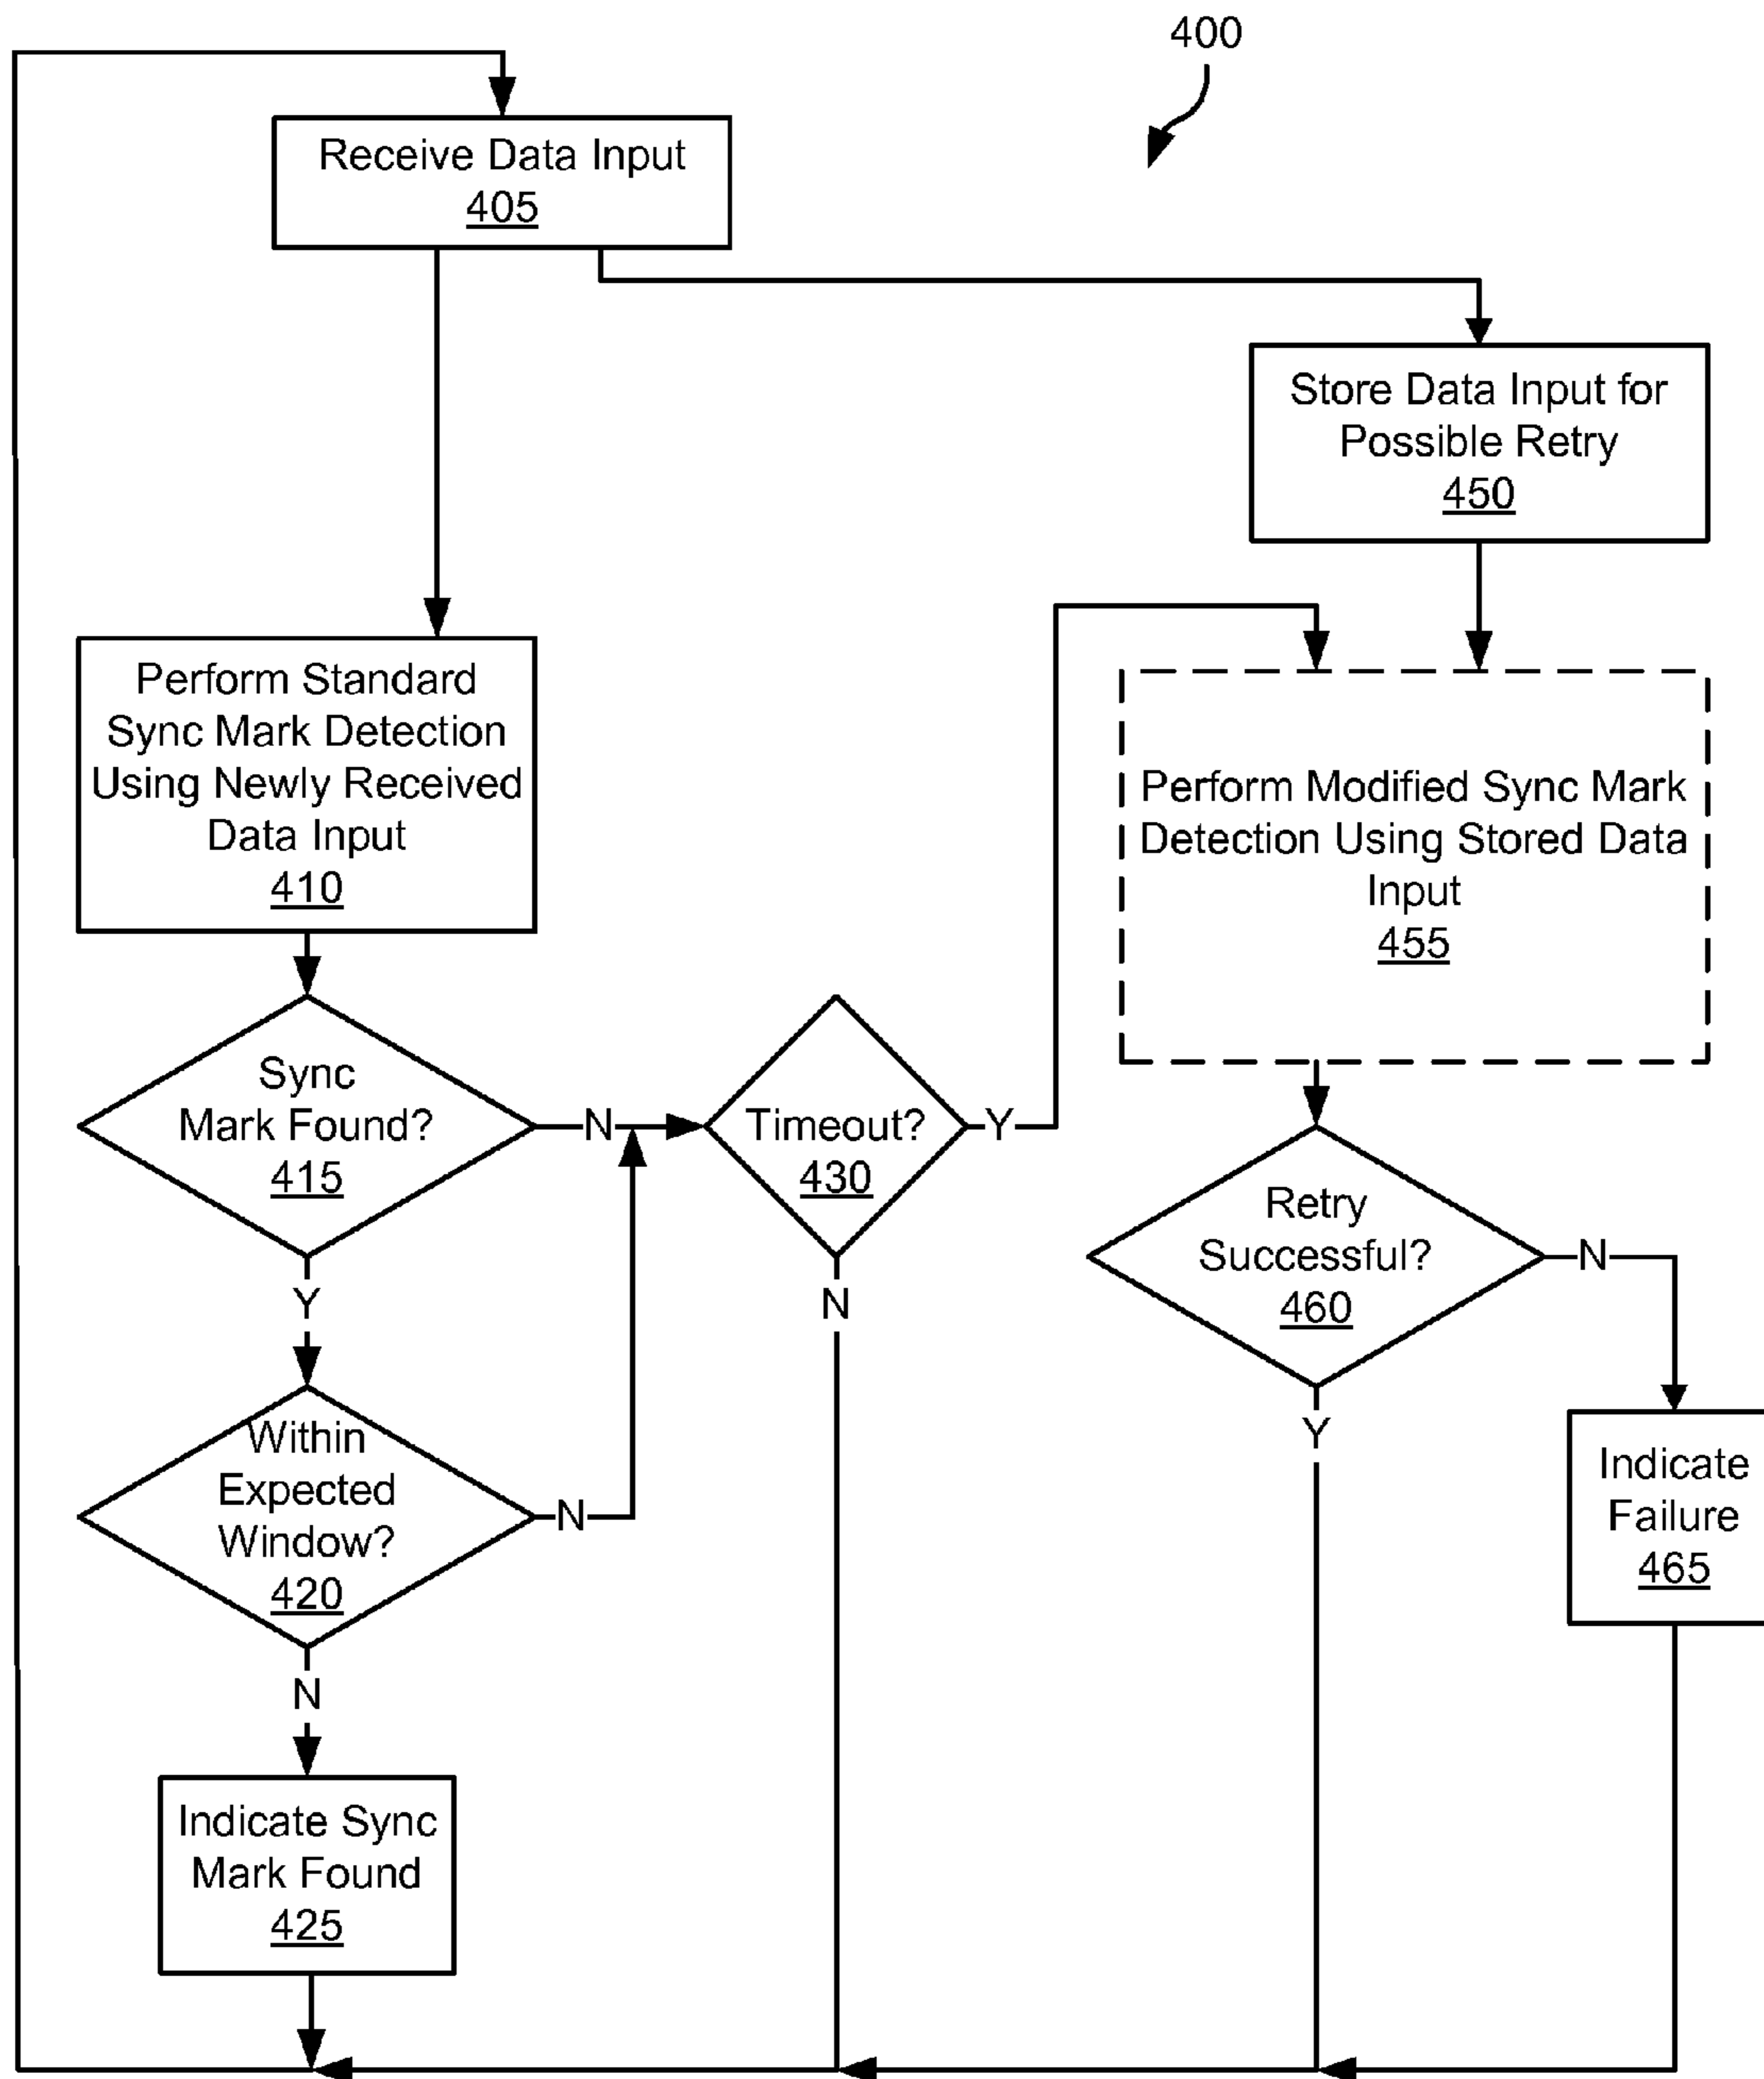 400
Receive Data Input
405
Store Data Input for
Possible Retry
450
Perform Standard
Sync Mark Detection
Using Newly Received
Data Input
410
Perform Modified Sync Mark
Detection Using Stored Data
Input
455
Sync
Mark Found?
415
N
Timeout?
430
Y
Retry
Successful?
460
N
Y
N
Y
Within
Expected
Window?
420
N
Indicate
Failure
465
N
Indicate Sync
Mark Found
425